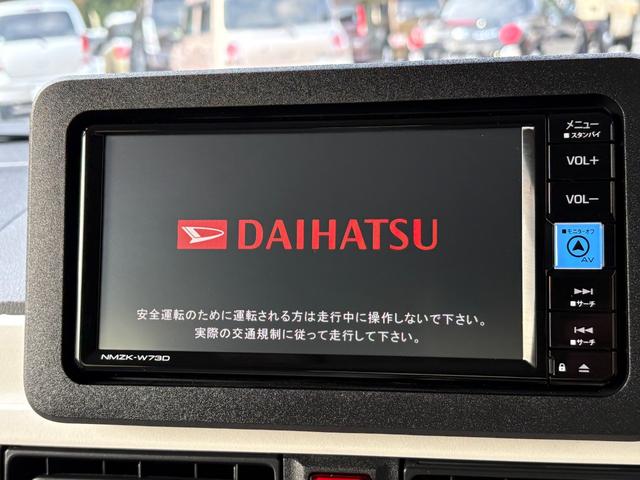 DAIHATSU
安全運転のために運転される方は走行中に操作しないで下さい。
実際の交通規制に従って走行して下さい。
NMZK-W73D
メニュー
■スタンバイ
VOL+
VOL−
■モニターオフ
AV
■サーチ
■サーチ